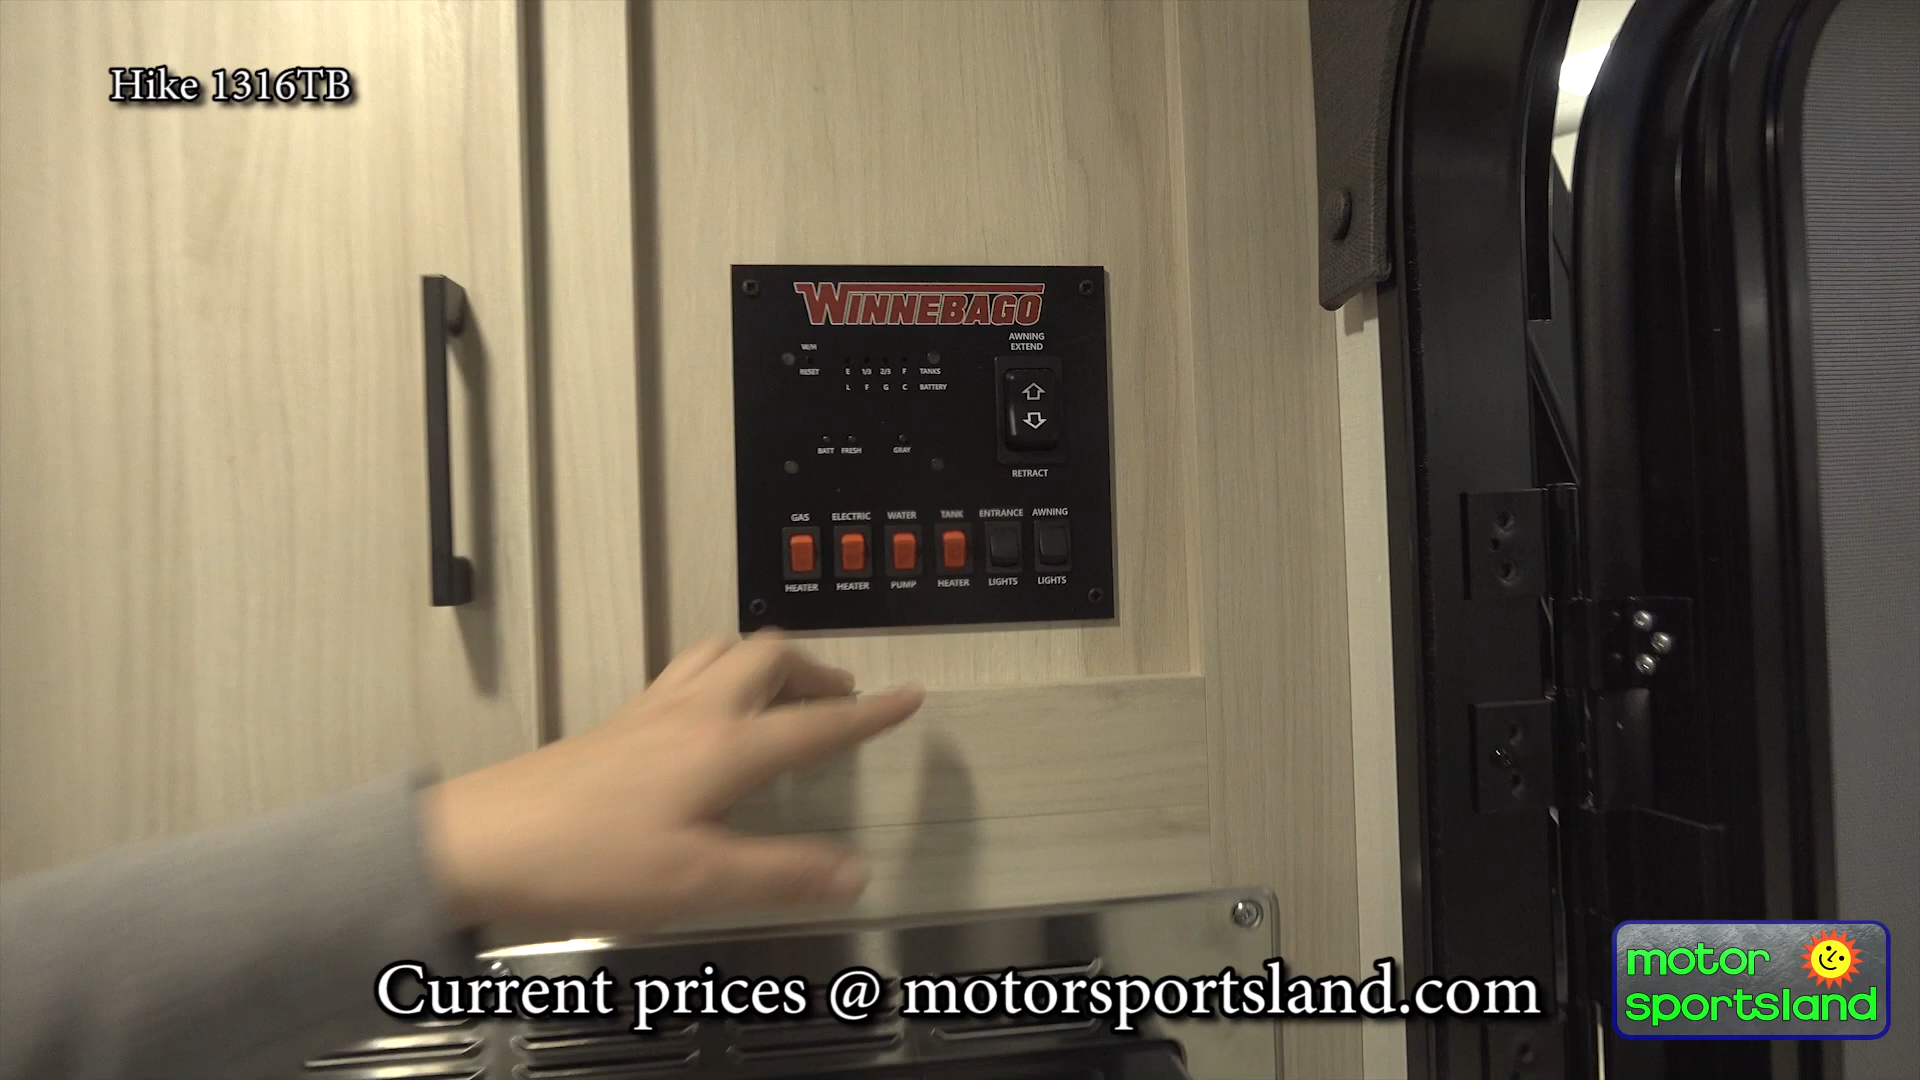 Hike 1316TB
WINNEBAGO
AWNING
EXTEND
W/H
RESET
E 1/3 2/3 F TANKS
L F G C BATTERY
BATT FRESH GRAY
RETRACT
GAS ELECTRIC WATER TANK ENTRANCE AWNING
HEATER HEATER PUMP HEATER LIGHTS LIGHTS
Current prices @ motorsportsland.com
motor
sportsland